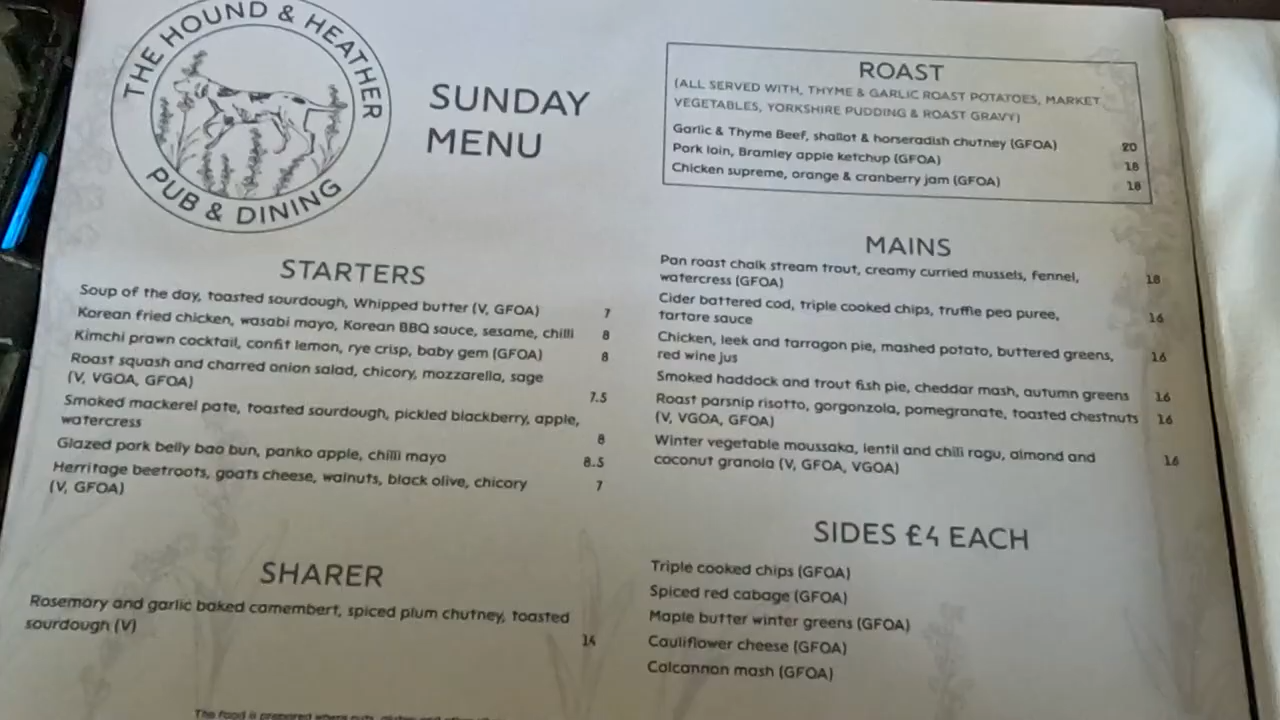 THE HOUND & HEATHER
PUB & DINING
SUNDAY
MENU
STARTERS
Soup of the day, toasted sourdough, Whipped butter (V, GFOA) 7
Korean fried chicken, wasabi mayo, Korean BBQ sauce, sesame, chilli 8
Kimchi prawn cocktail, confit lemon, rye crisp, baby gem (GFOA) 8
Roast squash and charred onion salad, chicory, mozzarella, sage
(V, VGOA, GFOA) 7.5
Smoked mackerel pate, toasted sourdough, pickled blackberry, apple,
watercress 8
Glazed pork belly bao bun, panko apple, chilli mayo 8.5
Herritage beetroots, goats cheese, walnuts, black olive, chicory 7
(V, GFOA)
SHARER
Rosemary and garlic baked camembert, spiced plum chutney, toasted
sourdough (V) 14
The food is prepared where nuts, gluten and
ROAST
(ALL SERVED WITH, THYME & GARLIC ROAST POTATOES, MARKET
VEGETABLES, YORKSHIRE PUDDING & ROAST GRAVY)
Garlic & Thyme Beef, shallot & horseradish chutney (GFOA) 20
Pork loin, Bramley apple ketchup (GFOA) 18
Chicken supreme, orange & cranberry jam (GFOA) 18
MAINS
Pan roast chalk stream trout, creamy curried mussels, fennel, 18
watercress (GFOA)
Cider battered cod, triple cooked chips, truffle pea puree, 16
tartare sauce
Chicken, leek and tarragon pie, mashed potato, buttered greens, 16
red wine jus
Smoked haddock and trout fish pie, cheddar mash, autumn greens 16
Roast parsnip risotto, gorgonzola, pomegranate, toasted chestnuts 16
(V, VGOA, GFOA)
Winter vegetable moussaka, lentil and chili ragu, almond and 16
coconut granola (V, GFOA, VGOA)
SIDES £4 EACH
Triple cooked chips (GFOA)
Spiced red cabage (GFOA)
Maple butter winter greens (GFOA)
Cauliflower cheese (GFOA)
Colcannon mash (GFOA)